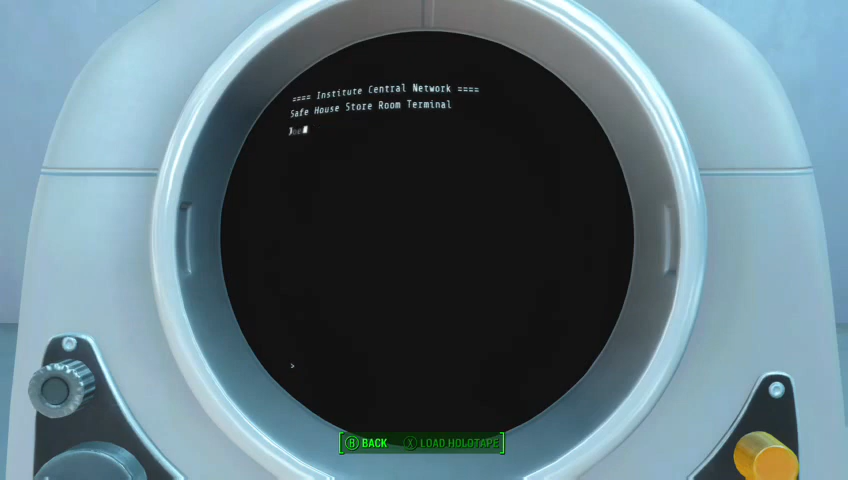 ==== Institute Central Network ====
Safe House Store Room Terminal
>
B) BACK X) LOAD HOLOTAPE